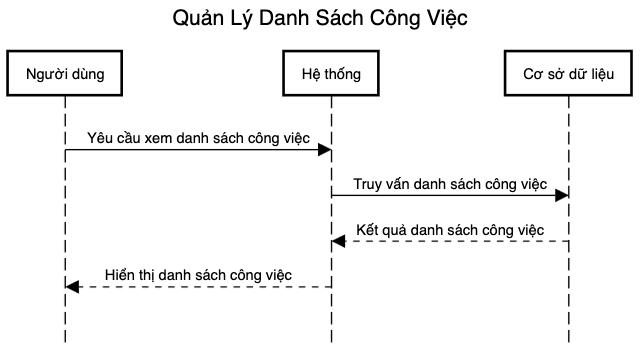 Quản Lý Danh Sách Công Việc
Người dùng
Hệ thống
Cơ sở dữ liệu
Yêu cầu xem danh sách công việc
Truy vấn danh sách công việc
Kết quả danh sách công việc
Hiển thị danh sách công việc